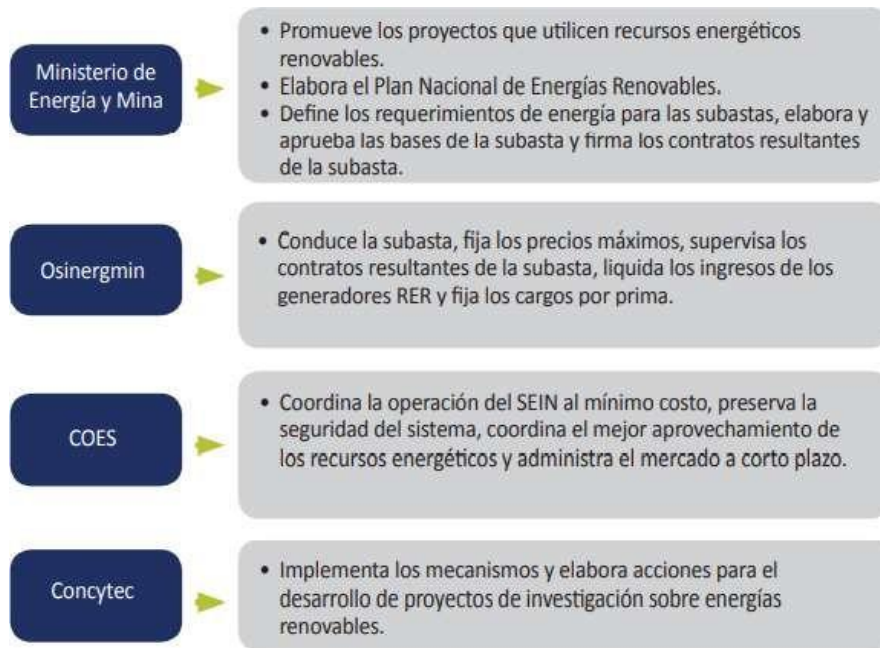 Ministerio de
Energía y Mina
• Promueve los proyectos que utilicen recursos energéticos
renovables.
• Elabora el Plan Nacional de Energías Renovables.
• Define los requerimientos de energía para las subastas, elabora y
aprueba las bases de la subasta y firma los contratos resultantes
de la subasta.
Osinergmin
• Conduce la subasta, fija los precios máximos, supervisa los
contratos resultantes de la subasta, liquida los ingresos de los
generadores RER y fija los cargos por prima.
COES
• Coordina la operación del SEIN al mínimo costo, preserva la
seguridad del sistema, coordina el mejor aprovechamiento de
los recursos energéticos y administra el mercado a corto plazo.
Concytec
• Implementa los mecanismos y elabora acciones para el
desarrollo de proyectos de investigación sobre energías
renovables.